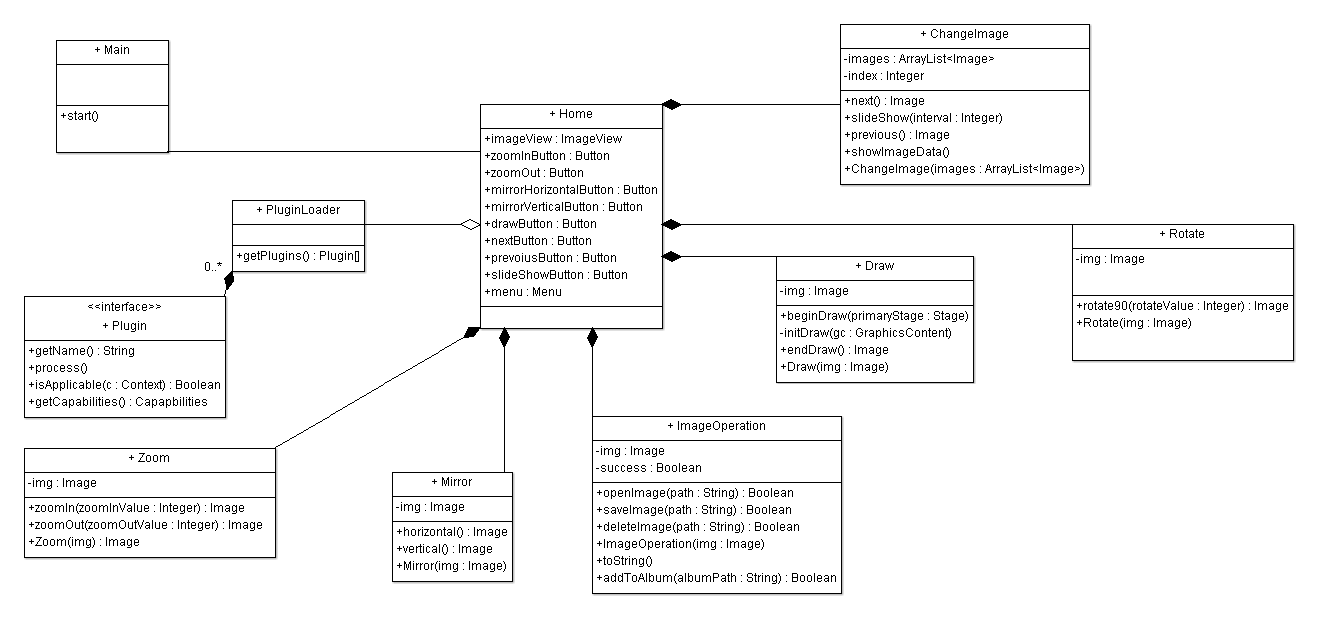 + Main
+start()
+ ChangeImage
-images : ArrayList<Image>
-index : Integer
+next() : Image
+slideShow(interval : Integer)
+previous() : Image
+showImageData()
+ChangeImage(images : ArrayList<Image>)
+ Home
+imageView : ImageView
+zoomInButton : Button
+zoomOut : Button
+mirrorHorizontalButton : Button
+mirrorVerticalButton : Button
+drawButton : Button
+nextButton : Button
+prevoiusButton : Button
+slideShowButton : Button
+menu : Menu
+ PluginLoader
+getPlugins() : Plugin[]
0..*
<<interface>>
+ Plugin
+getName() : String
+process()
+isApplicable(c : Context) : Boolean
+getCapabilities() : Capapbilities
+ Rotate
-img : Image
+rotate90(rotateValue : Integer) : Image
+Rotate(img : Image)
+ Draw
-img : Image
+beginDraw(primaryStage : Stage)
-initDraw(gc : GraphicsContent)
+endDraw() : Image
+Draw(img : Image)
+ Zoom
-img : Image
+zoomIn(zoomInValue : Integer) : Image
+zoomOut(zoomOutValue : Integer) : Image
+Zoom(img) : Image
+ Mirror
-img : Image
+horizontal() : Image
+vertical() : Image
+Mirror(img : Image)
+ ImageOperation
-img : Image
-success : Boolean
+openImage(path : String) : Boolean
+saveImage(path : String) : Boolean
+deleteImage(path : String) : Boolean
+ImageOperation(img : Image)
+toString()
+addToAlbum(albumPath : String) : Boolean